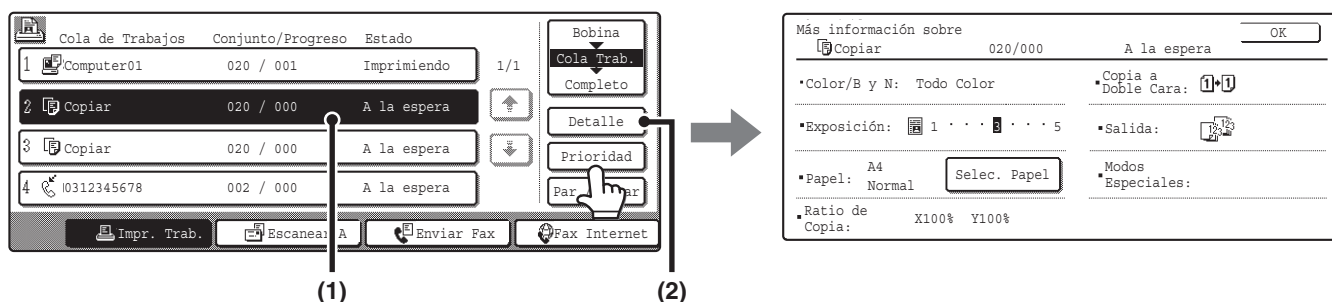 Cola de Trabajos Conjunto/Progreso Estado
1 Computer01 020 / 001 Imprimiendo
2 Copiar 020 / 000 A la espera
3 Copiar 020 / 000 A la espera
4 0312345678 002 / 000 A la espera
1/1
Bobina
Cola Trab.
Completo
Detalle
Prioridad
Impr. Trab. Escanear A Enviar Fax Fax Internet
(1) (2)
Más información sobre OK
Copiar 020/000 A la espera
▪Color/B y N: Todo Color
▪Copia a
Doble Cara: 1 1
▪Exposición: 1 · · · 3 · · · 5
▪Salida:
▪Papel: A4
Normal
Selec. Papel
▪Modos
Especiales:
▪Ratio de
Copia: X100% Y100%